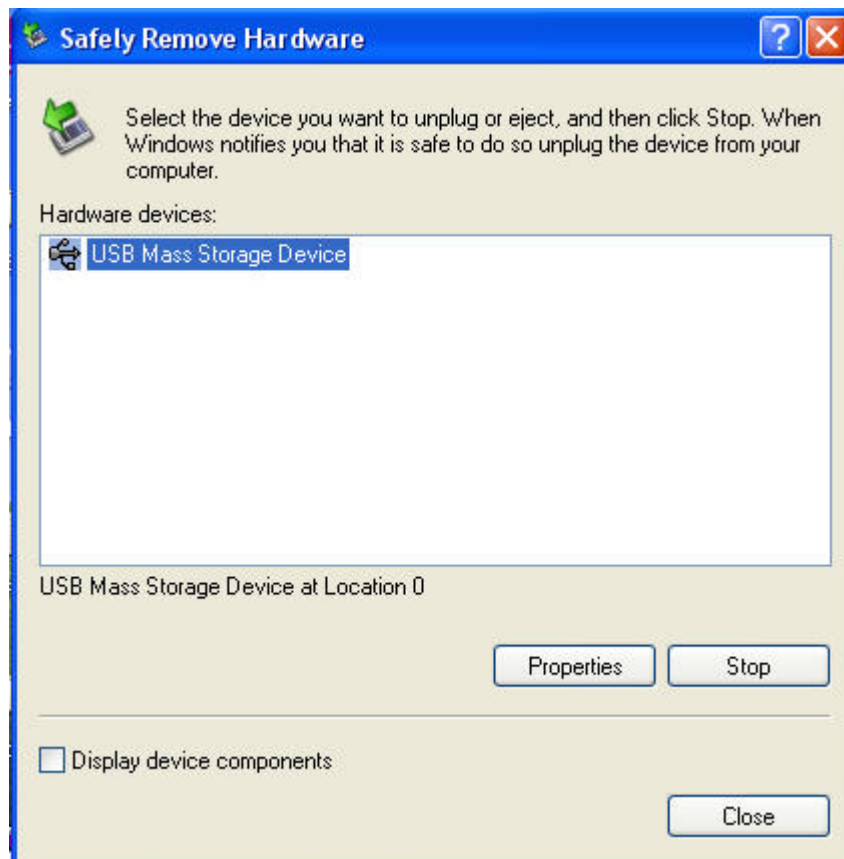 Safely Remove Hardware
Select the device you want to unplug or eject, and then click Stop. When
Windows notifies you that it is safe to do so unplug the device from your
computer.
Hardware devices:
USB Mass Storage Device
USB Mass Storage Device at Location 0
Properties Stop
Display device components
Close